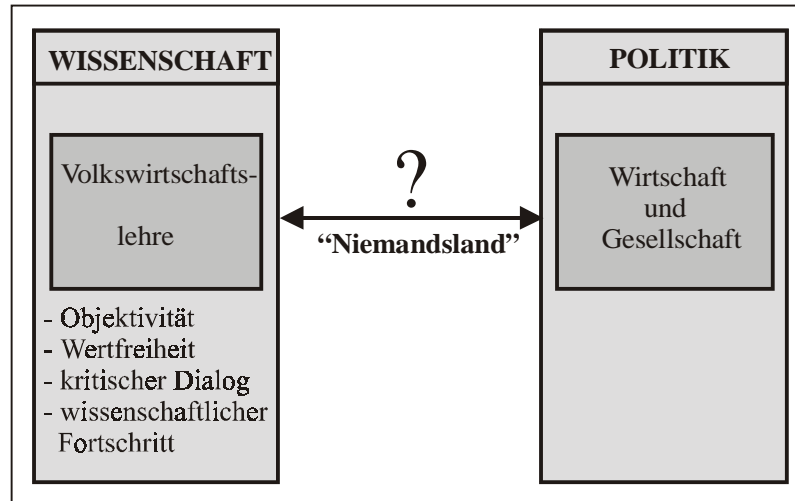 WISSENSCHAFT
Volkswirtschafts-
lehre
- Objektivität
- Wertfreiheit
- kritischer Dialog
- wissenschaftlicher
Fortschritt
?
“Niemandsland”
POLITIK
Wirtschaft
und
Gesellschaft